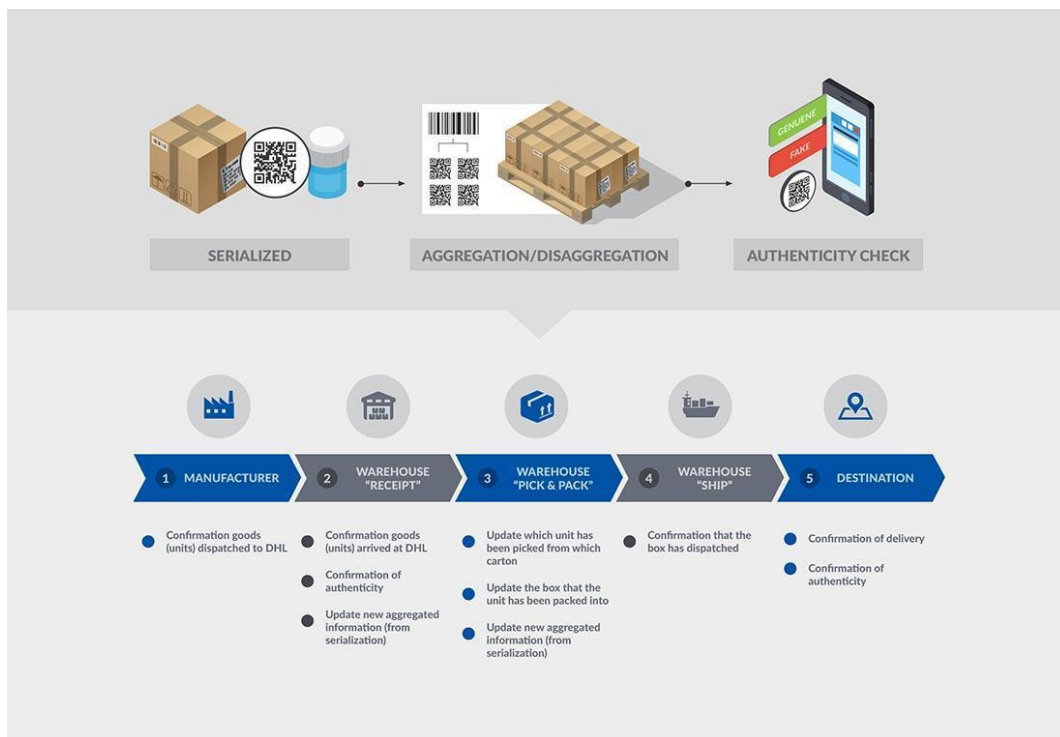 GENUENE
FAKE
SERIALIZED
AGGREGATION/DISAGGREGATION
AUTHENTICITY CHECK
1 MANUFACTURER
2 WAREHOUSE
"RECEIPT"
3 WAREHOUSE
"PICK & PACK"
4 WAREHOUSE
"SHIP"
5 DESTINATION
Confirmation goods
(units) dispatched to DHL
Confirmation goods
(units) arrived at DHL
Confirmation of
authenticity
Update new aggregated
information (from
serialization)
Update which unit has
been picked from which
carton
Update the box that the
unit has been packed into
Update new aggregated
information (from
serialization)
Confirmation that the
box has dispatched
Confirmation of delivery
Confirmation of
authenticity